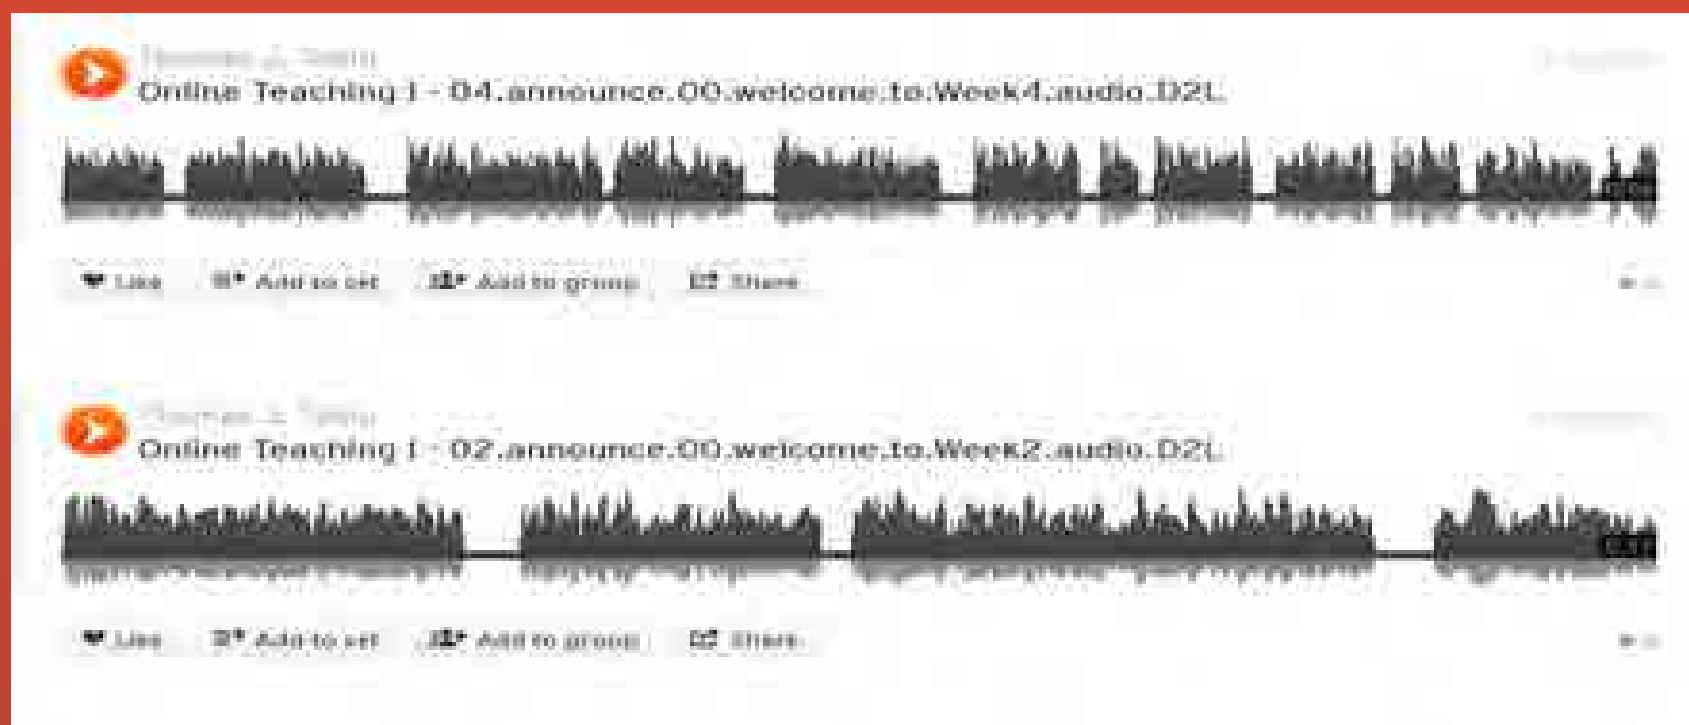 Online Teaching I - 04.announce.00.welcome.to.Week4.audio.D2L
Like Add to set Add to group Share
Online Teaching I - 02.announce.00.welcome.to.Week2.audio.D2L
Like Add to set Add to group Share